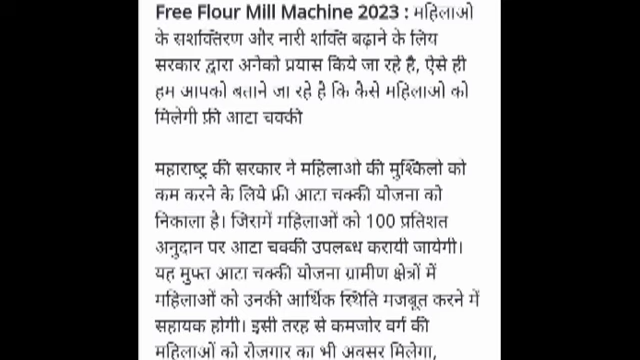 Free Flour Mill Machine 2023 : महिलाओ
के सशक्तिरण और नारी शक्ति बढ़ाने के लिय
सरकार द्वारा अनेको प्रयास किये जा रहे है, ऐसे ही
हम आपको बताने जा रहे है कि कैसे महिलाओ को
मिलेगी फ्री आटा चक्की
महाराष्ट्र की सरकार ने महिलाओ की मुश्किलो को
कम करने के लिये फ्री आटा चक्की योजना को
निकाला है। जिसमें महिलाओं को 100 प्रतिशत
अनुदान पर आटा चक्की उपलब्ध करायी जायेगी।
यह मुफ्त आटा चक्की योजना ग्रामीण क्षेत्रों में
महिलाओं को उनकी आर्थिक स्थिति मजबूत करने में
सहायक होगी। इसी तरह से कमजोर वर्ग की
महिलाओं को रोजगार का भी अवसर मिलेगा,